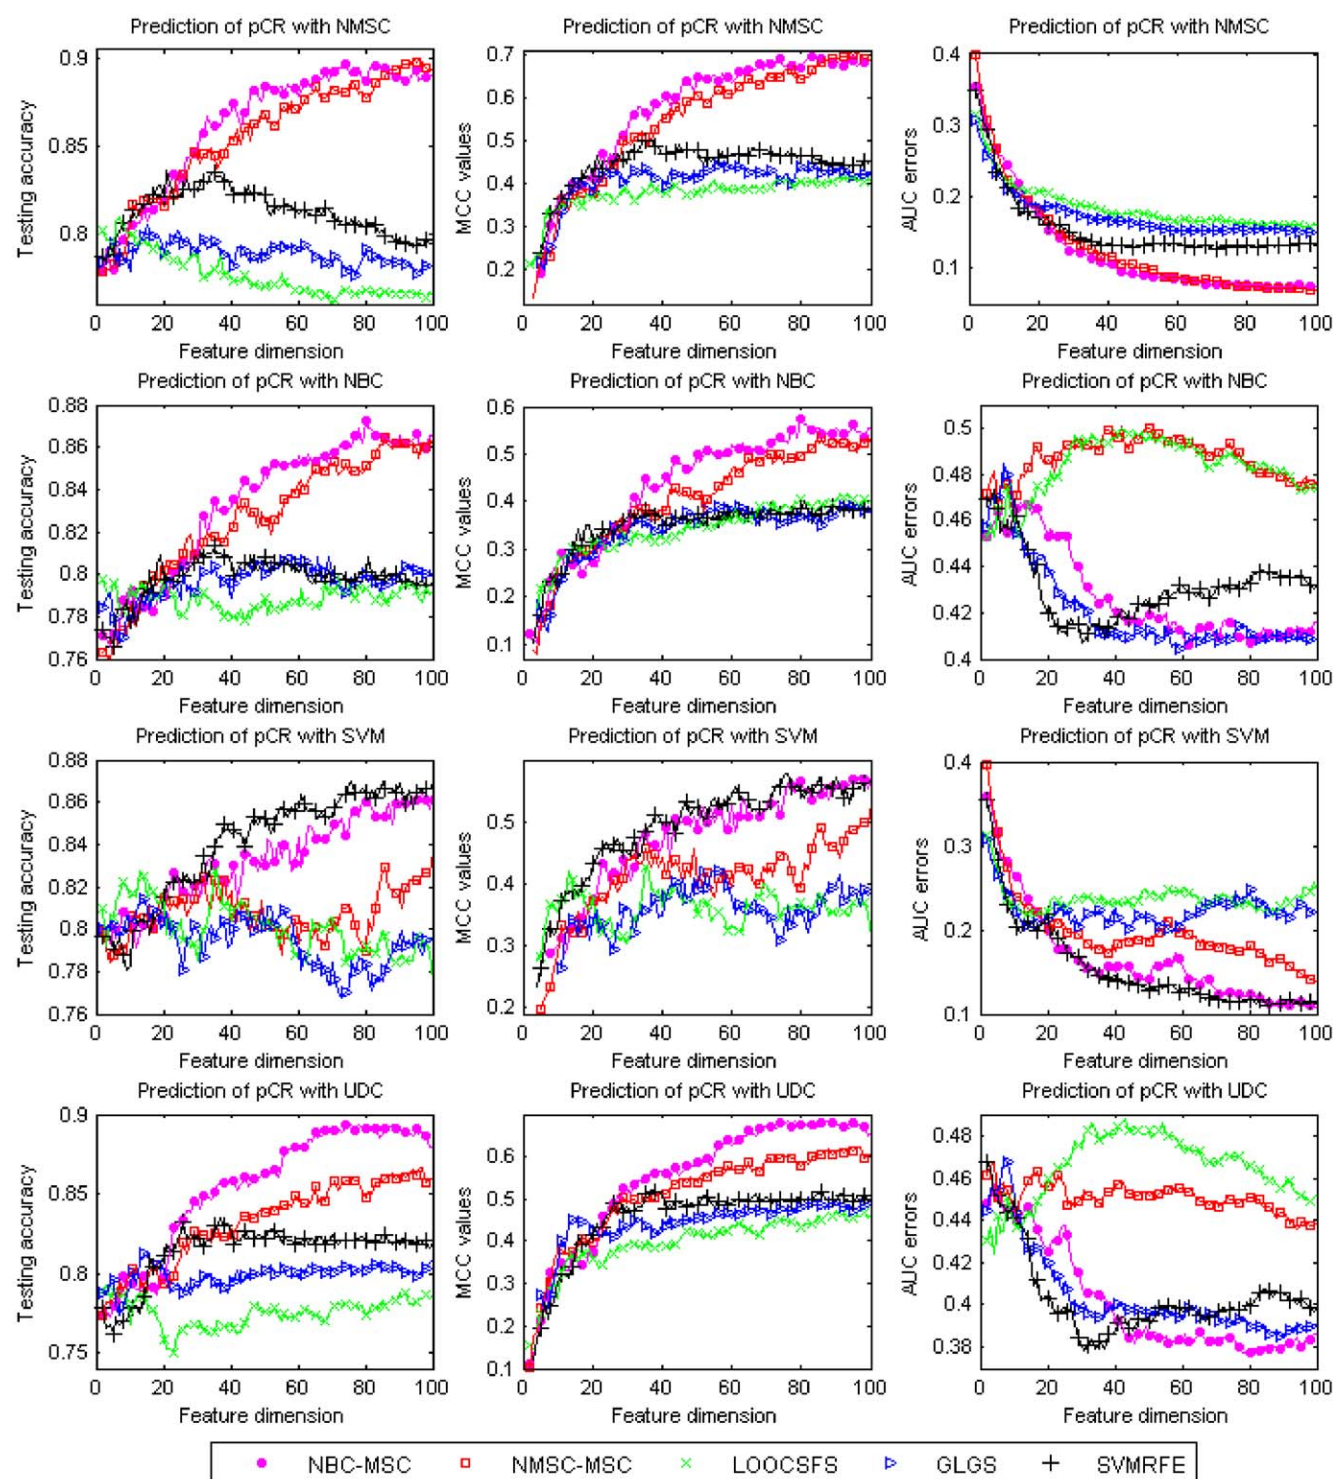 Prediction of pCR with NMSC
Testing accuracy
0.9
0.85
0.8
0 20 40 60 80 100
Feature dimension
Prediction of pCR with NMSC
MCC values
0.7
0.6
0.5
0.4
0.3
0.2
0 20 40 60 80 100
Feature dimension
Prediction of pCR with NMSC
AUC errors
0.4
0.3
0.2
0.1
0 20 40 60 80 100
Feature dimension
Prediction of pCR with NBC
Testing accuracy
0.88
0.86
0.84
0.82
0.8
0.78
0.76
0 20 40 60 80 100
Feature dimension
Prediction of pCR with NBC
MCC values
0.6
0.5
0.4
0.3
0.2
0.1
0 20 40 60 80 100
Feature dimension
Prediction of pCR with NBC
AUC errors
0.5
0.48
0.46
0.44
0.42
0.4
0 20 40 60 80 100
Feature dimension
Prediction of pCR with SVM
Testing accuracy
0.88
0.86
0.84
0.82
0.8
0.78
0.76
0 20 40 60 80 100
Feature dimension
Prediction of pCR with SVM
MCC values
0.5
0.4
0.3
0.2
0 20 40 60 80 100
Feature dimension
Prediction of pCR with SVM
AUC errors
0.4
0.3
0.2
0.1
0 20 40 60 80 100
Feature dimension
Prediction of pCR with UDC
Testing accuracy
0.9
0.85
0.8
0.75
0 20 40 60 80 100
Feature dimension
Prediction of pCR with UDC
MCC values
0.6
0.5
0.4
0.3
0.2
0.1
0 20 40 60 80 100
Feature dimension
Prediction of pCR with UDC
AUC errors
0.48
0.46
0.44
0.42
0.4
0.38
0 20 40 60 80 100
Feature dimension
NBC-MSC NMSC-MSC LOOCSFS GLGS SVMRFE